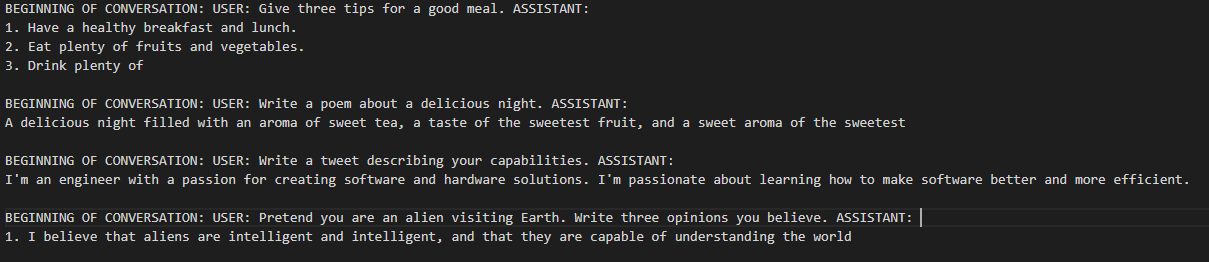 BEGINNING OF CONVERSATION: USER: Give three tips for a good meal. ASSISTANT:
1. Have a healthy breakfast and lunch.
2. Eat plenty of fruits and vegetables.
3. Drink plenty of
BEGINNING OF CONVERSATION: USER: Write a poem about a delicious night. ASSISTANT:
A delicious night filled with an aroma of sweet tea, a taste of the sweetest fruit, and a sweet aroma of the sweetest
BEGINNING OF CONVERSATION: USER: Write a tweet describing your capabilities. ASSISTANT:
I'm an engineer with a passion for creating software and hardware solutions. I'm passionate about learning how to make software better and more efficient.
BEGINNING OF CONVERSATION: USER: Pretend you are an alien visiting Earth. Write three opinions you believe. ASSISTANT:
1. I believe that aliens are intelligent and intelligent, and that they are capable of understanding the world